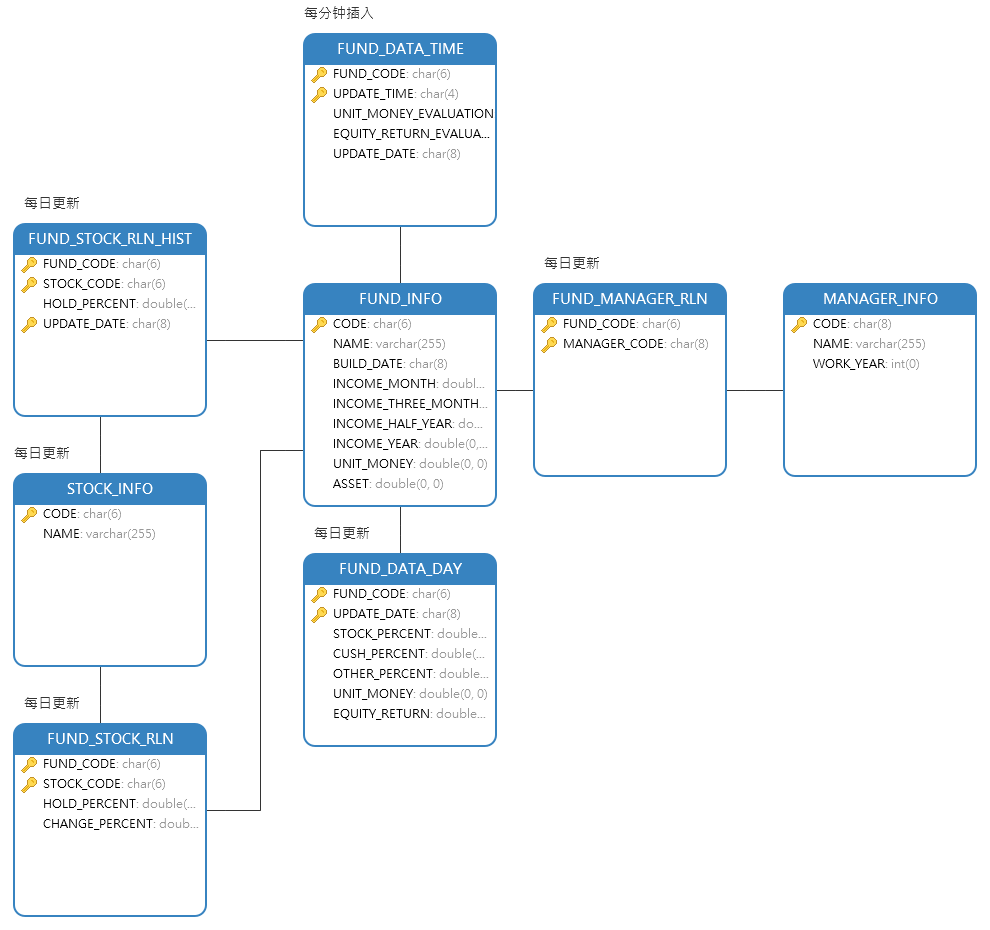 每分钟插入
FUND_DATA_TIME
FUND_CODE: char(6)
UPDATE_TIME: char(4)
UNIT_MONEY_EVALUATION
EQUITY_RETURN_EVALUA...
UPDATE_DATE: char(8)
每日更新
FUND_STOCK_RLN_HIST
FUND_CODE: char(6)
STOCK_CODE: char(6)
HOLD_PERCENT: double(...
UPDATE_DATE: char(8)
FUND_INFO
CODE: char(6)
NAME: varchar(255)
BUILD_DATE: char(8)
INCOME_MONTH: doubl...
INCOME_THREE_MONTH...
INCOME_HALF_YEAR: do...
INCOME_YEAR: double(0,...
UNIT_MONEY: double(0, 0)
ASSET: double(0, 0)
每日更新
FUND_MANAGER_RLN
FUND_CODE: char(6)
MANAGER_CODE: char(8)
MANAGER_INFO
CODE: char(8)
NAME: varchar(255)
WORK_YEAR: int(0)
每日更新
STOCK_INFO
CODE: char(6)
NAME: varchar(255)
每日更新
FUND_DATA_DAY
FUND_CODE: char(6)
UPDATE_DATE: char(8)
STOCK_PERCENT: double...
CUSH_PERCENT: double(...
OTHER_PERCENT: double...
UNIT_MONEY: double(0, 0)
EQUITY_RETURN: double...
每日更新
FUND_STOCK_RLN
FUND_CODE: char(6)
STOCK_CODE: char(6)
HOLD_PERCENT: double(...
CHANGE_PERCENT: doub...